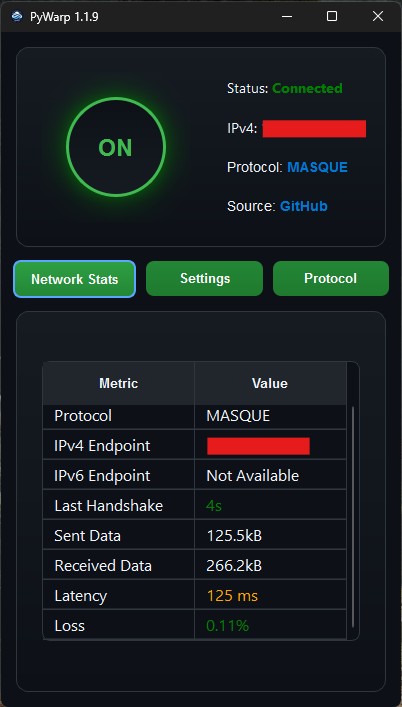 PyWarp 1.1.9
ON
Status: Connected
IPv4:
Protocol: MASQUE
Source: GitHub
Network Stats Settings Protocol
Metric Value
Protocol MASQUE
IPv4 Endpoint
IPv6 Endpoint Not Available
Last Handshake 4s
Sent Data 125.5kB
Received Data 266.2kB
Latency 125 ms
Loss 0.11%